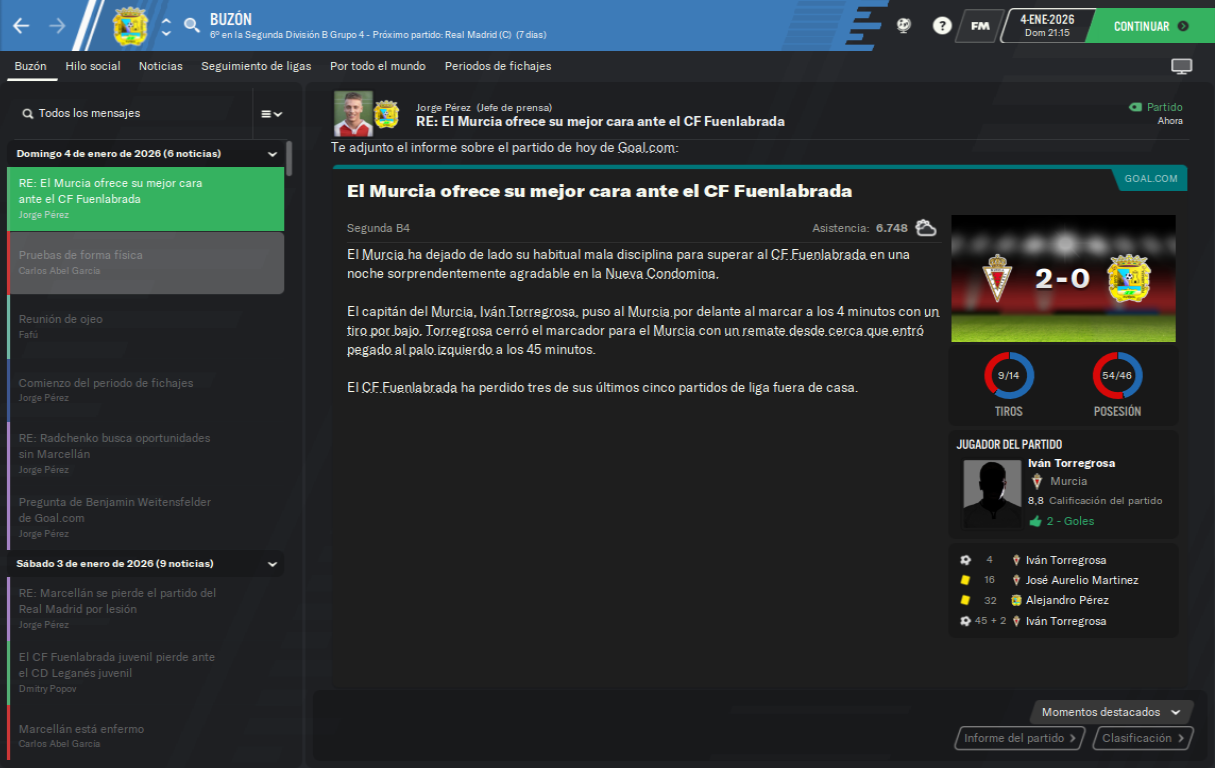 BUZÓN
6º en la Segunda División B Grupo 4 - Próximo partido: Real Madrid (C) (7 días)
?
FM
4-ENE-2026
Dom 21:15
CONTINUAR
Buzón
Hilo social
Noticias
Seguimiento de ligas
Por todo el mundo
Periodos de fichajes
Todos los mensajes
Domingo 4 de enero de 2026 (6 noticias)
RE: El Murcia ofrece su mejor cara
ante el CF Fuenlabrada
Jorge Pérez
Pruebas de forma física
Carlos Abel García
Reunión de ojeo
Fafú
Comienzo del periodo de fichajes
Jorge Pérez
RE: Radchenko busca oportunidades
sin Marcellán
Jorge Pérez
Pregunta de Benjamin Weitensfelder
de Goal.com
Jorge Pérez
Sábado 3 de enero de 2026 (9 noticias)
RE: Marcellán se pierde el partido del
Real Madrid por lesión
Jorge Pérez
El CF Fuenlabrada juvenil pierde ante
el CD Leganés juvenil
Dmitry Popov
Marcellán está enfermo
Carlos Abel García
Jorge Pérez (Jefe de prensa)
RE: El Murcia ofrece su mejor cara ante el CF Fuenlabrada
Partido
Ahora
Te adjunto el informe sobre el partido de hoy de Goal.com:
El Murcia ofrece su mejor cara ante el CF Fuenlabrada
GOAL.COM
Segunda B4
Asistencia: 6.748
El Murcia ha dejado de lado su habitual mala disciplina para superar al CF Fuenlabrada en una
noche sorprendentemente agradable en la Nueva Condomina.
El capitán del Murcia, Iván Torregrosa, puso al Murcia por delante al marcar a los 4 minutos con un
tiro por bajo. Torregrosa cerró el marcador para el Murcia con un remate desde cerca que entró
pegado al palo izquierdo a los 45 minutos.
El CF Fuenlabrada ha perdido tres de sus últimos cinco partidos de liga fuera de casa.
2-0
9/14
54/46
TIROS
POSESIÓN
JUGADOR DEL PARTIDO
Iván Torregrosa
Murcia
8,8 Calificación del partido
2 - Goles
4 Iván Torregrosa
16 José Aurelio Martinez
32 Alejandro Pérez
45 + 2 Iván Torregrosa
Momentos destacados
Informe del partido
Clasificación